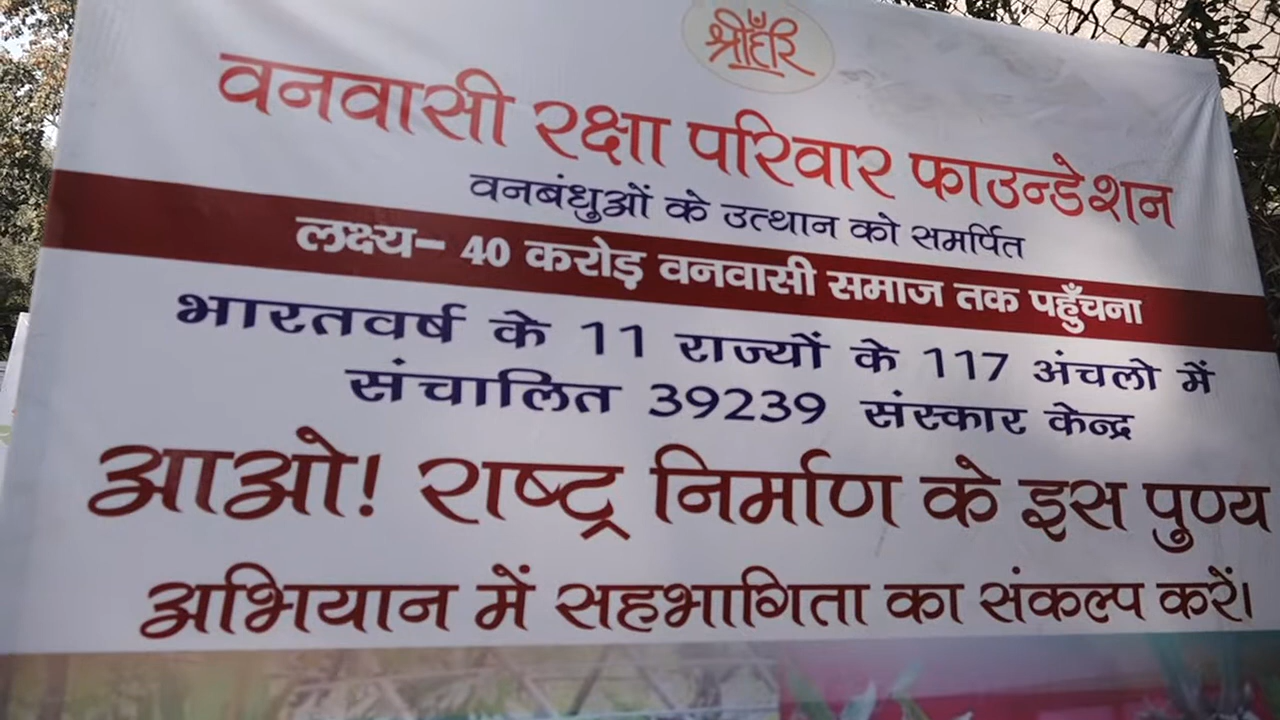 श्रीहरि
वनवासी रक्षा परिवार फाउन्डेशन
वनबंधुओं के उत्थान को समर्पित
लक्ष्य- 40 करोड़ वनवासी समाज तक पहुँचना
भारतवर्ष के 11 राज्यों के 117 अंचलो में
संचालित 39239 संस्कार केन्द्र
आओ! राष्ट्र निर्माण के इस पुण्य
अभियान में सहभागिता का संकल्प करें।